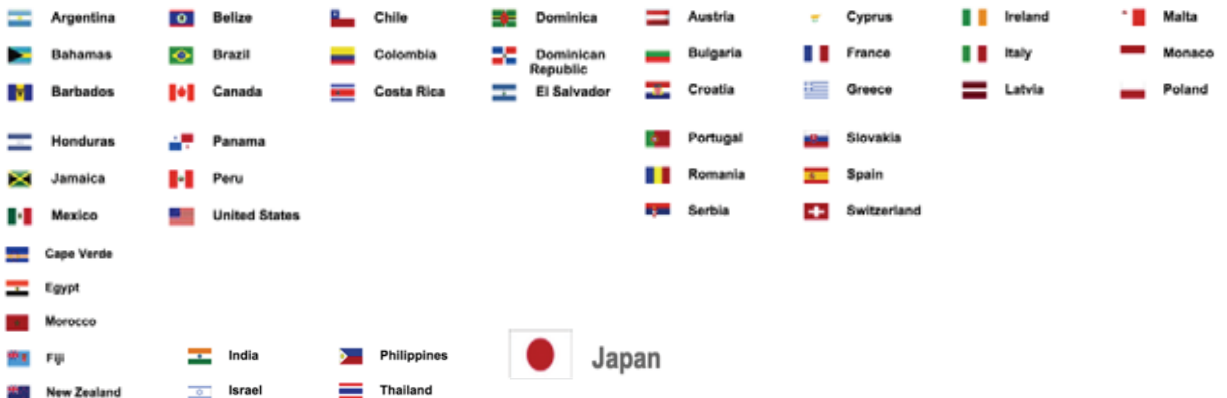 Argentina Belize Chile Dominica Austria Cyprus Ireland Malta
Bahamas Brazil Colombia Dominican Bulgaria France Italy Monaco
Republic
Barbados Canada Costa Rica El Salvador Croatia Greece Latvia Poland
Honduras Panama Portugal Slovakia
Jamaica Peru Romania Spain
Mexico United States Serbia Switzerland
Cape Verde
Egypt
Morocco
Fiji India Philippines Japan
New Zealand Israel Thailand